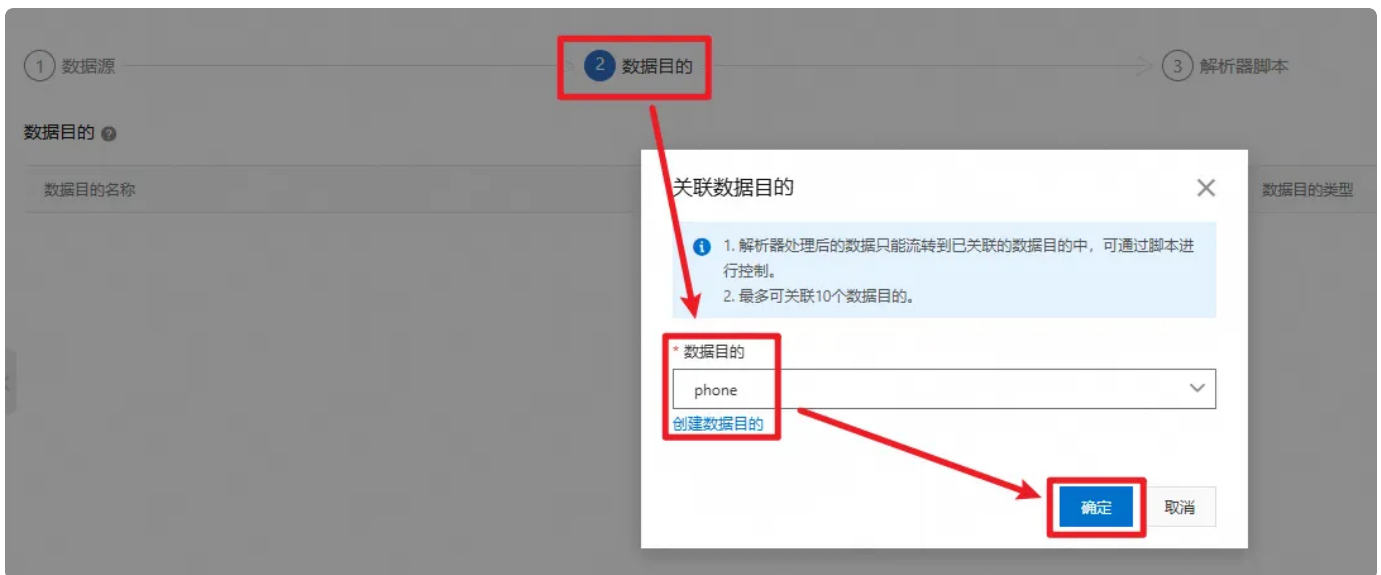 1 数据源
2 数据目的
3 解析器脚本
数据目的 ?
数据目的名称
数据目的类型
关联数据目的
1. 解析器处理后的数据只能流转到已关联的数据目的中，可通过脚本进
行控制。
2. 最多可关联10个数据目的。
* 数据目的
phone
创建数据目的
确定
取消